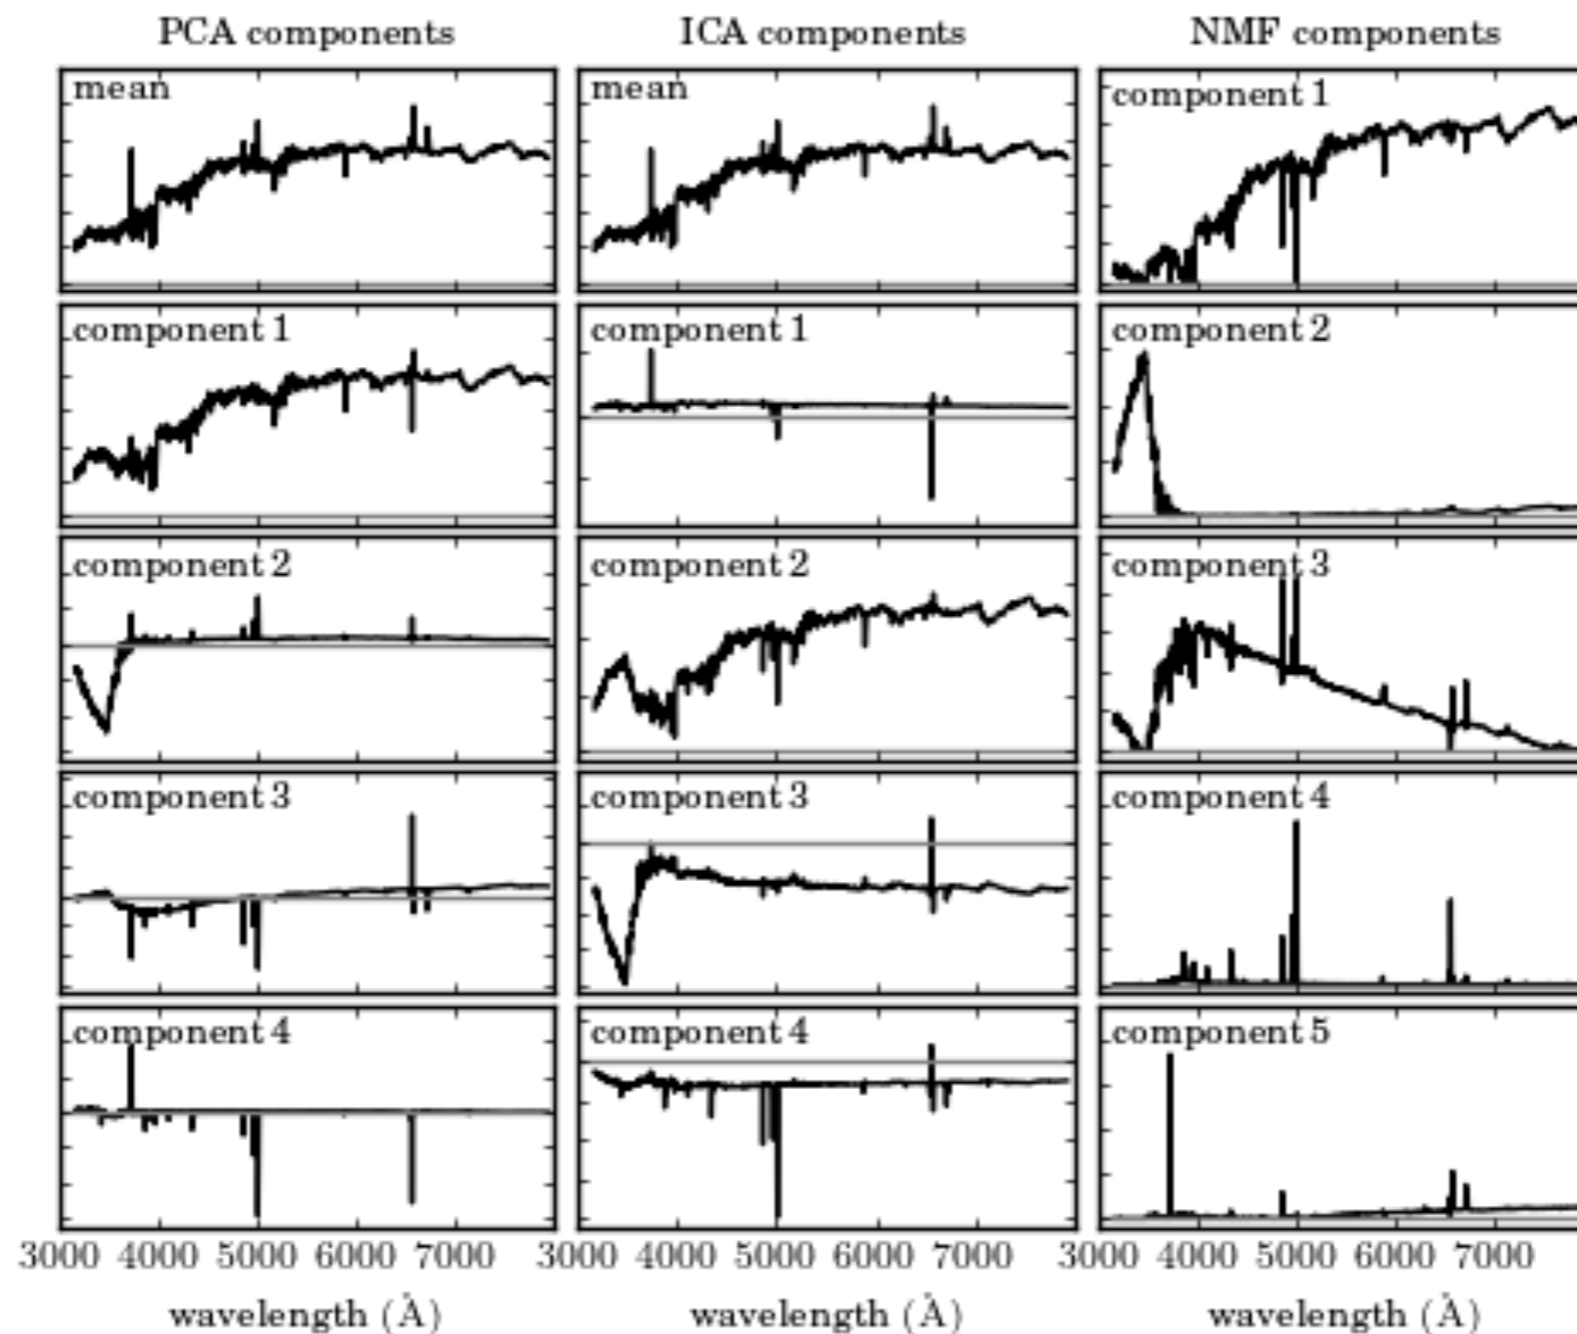 PCA components ICA components NMF components
mean mean component 1
component 1 component 1 component 2
component 2 component 2 component 3
component 3 component 3 component 4
component 4 component 4 component 5
3000 4000 5000 6000 7000 3000 4000 5000 6000 7000 3000 4000 5000 6000 7000
wavelength (Å) wavelength (Å) wavelength (Å)